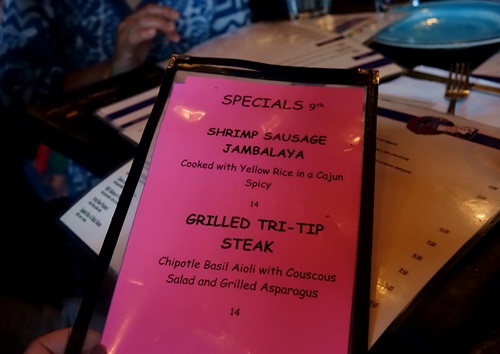 SPECIALS 9th
SHRIMP SAUSAGE
JAMBALAYA
Cooked with Yellow Rice in a Cajun
Spicy
14
GRILLED TRI-TIP
STEAK
Chipotle Basil Aioli with Couscous
Salad and Grilled Asparagus
14